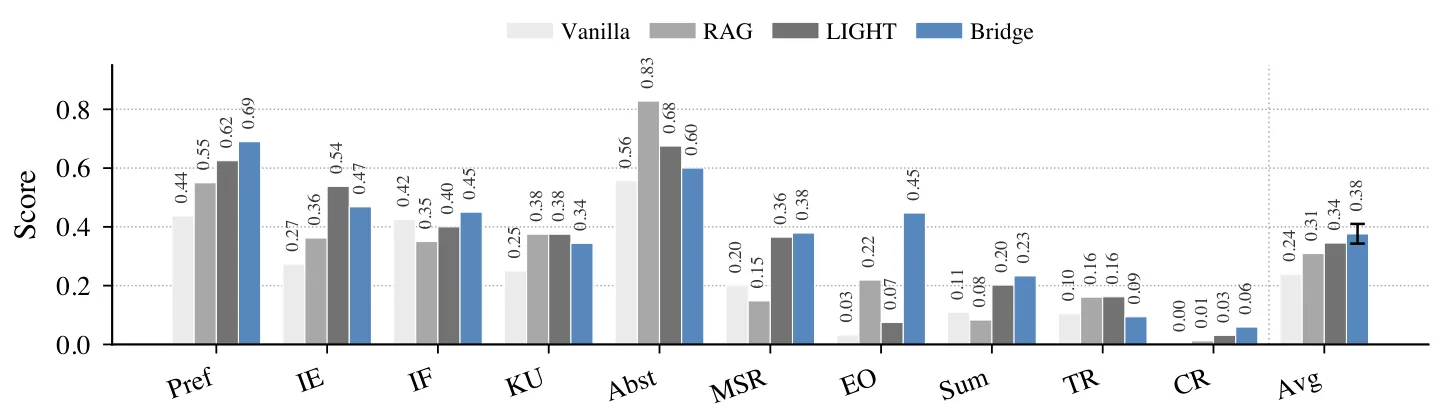 Vanilla RAG LIGHT Bridge
Score
0.8
0.6
0.4
0.2
0.0
0.44 0.55 0.62 0.69
0.27 0.36 0.54 0.47
0.42 0.35 0.40 0.45
0.25 0.38 0.38 0.34
0.56 0.83 0.68 0.60
0.20 0.15 0.36 0.38
0.03 0.22 0.07 0.45
0.11 0.08 0.20 0.23
0.10 0.16 0.16 0.09
0.00 0.01 0.03 0.06
0.24 0.31 0.34 0.38
Pref IE IF KU Abst MSR EO Sum TR CR Avg